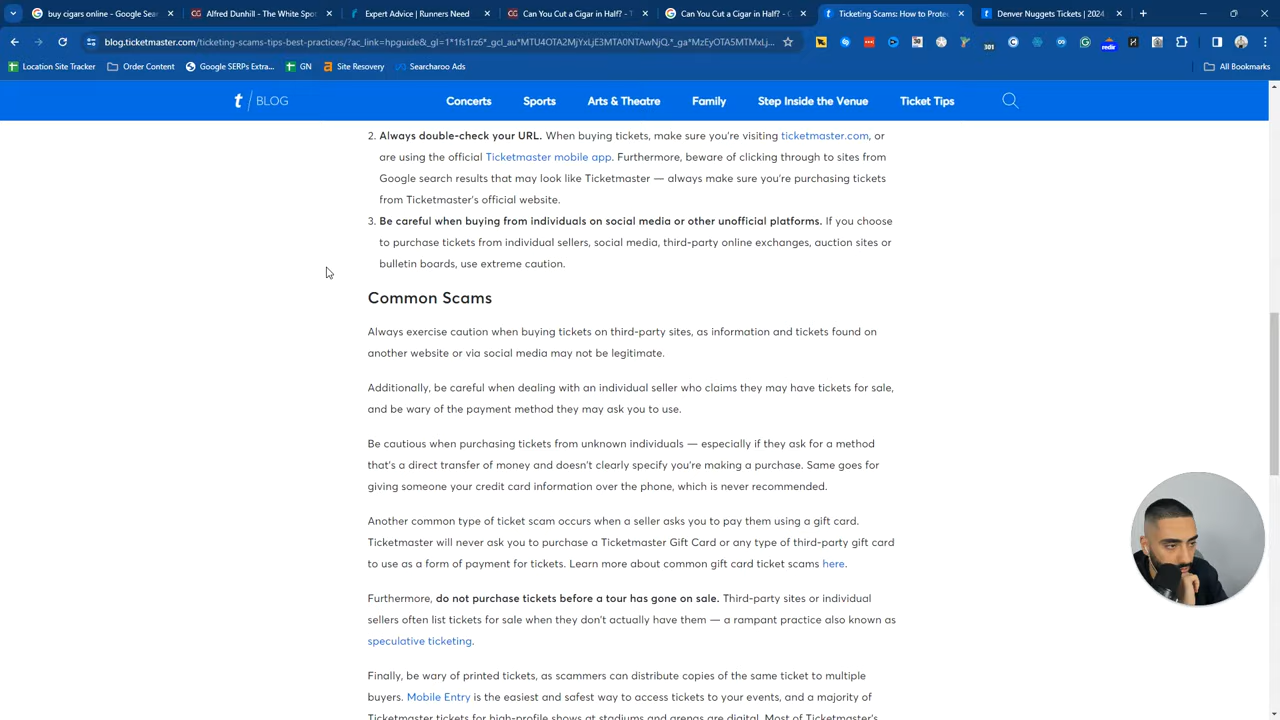 buy cigars online - Google Sea
Alfred Dunhill - The White Spot
Expert Advice | Runners Need
Can You Cut a Cigar in Half? - T
Can You Cut a Cigar in Half? - G
Ticketing Scams: How to Prote
Denver Nuggets Tickets | 2024
blog.ticketmaster.com/ticketing-scams-tips-best-practices/?ac_link=hpguide&_gl=1*1fs1rz6*_gcl_au*MTU4OTA2MjYxLjE3MTA0NTAwNjQ.*_ga*MzEyOTA5MTMxLj...
Location Site Tracker
Order Content
Google SERPs Extra...
GN
Site Recovery
Searcharoo Ads
All Bookmarks
t / BLOG
Concerts
Sports
Arts & Theatre
Family
Step Inside the Venue
Ticket Tips
2. Always double-check your URL. When buying tickets, make sure you're visiting ticketmaster.com, or
are using the official Ticketmaster mobile app. Furthermore, beware of clicking through to sites from
Google search results that may look like Ticketmaster — always make sure you're purchasing tickets
from Ticketmaster's official website.
3. Be careful when buying from individuals on social media or other unofficial platforms. If you choose
to purchase tickets from individual sellers, social media, third-party online exchanges, auction sites or
bulletin boards, use extreme caution.
Common Scams
Always exercise caution when buying tickets on third-party sites, as information and tickets found on
another website or via social media may not be legitimate.
Additionally, be careful when dealing with an individual seller who claims they may have tickets for sale,
and be wary of the payment method they may ask you to use.
Be cautious when purchasing tickets from unknown individuals — especially if they ask for a method
that's a direct transfer of money and doesn't clearly specify you're making a purchase. Same goes for
giving someone your credit card information over the phone, which is never recommended.
Another common type of ticket scam occurs when a seller asks you to pay them using a gift card.
Ticketmaster will never ask you to purchase a Ticketmaster Gift Card or any type of third-party gift card
to use as a form of payment for tickets. Learn more about common gift card ticket scams here.
Furthermore, do not purchase tickets before a tour has gone on sale. Third-party sites or individual
sellers often list tickets for sale when they don't actually have them — a rampant practice also known as
speculative ticketing.
Finally, be wary of printed tickets, as scammers can distribute copies of the same ticket to multiple
buyers. Mobile Entry is the easiest and safest way to access tickets to your events, and a majority of
Ticketmaster tickets for high-profile shows at stadiums and arenas are digital. Most of Ticketmaster's